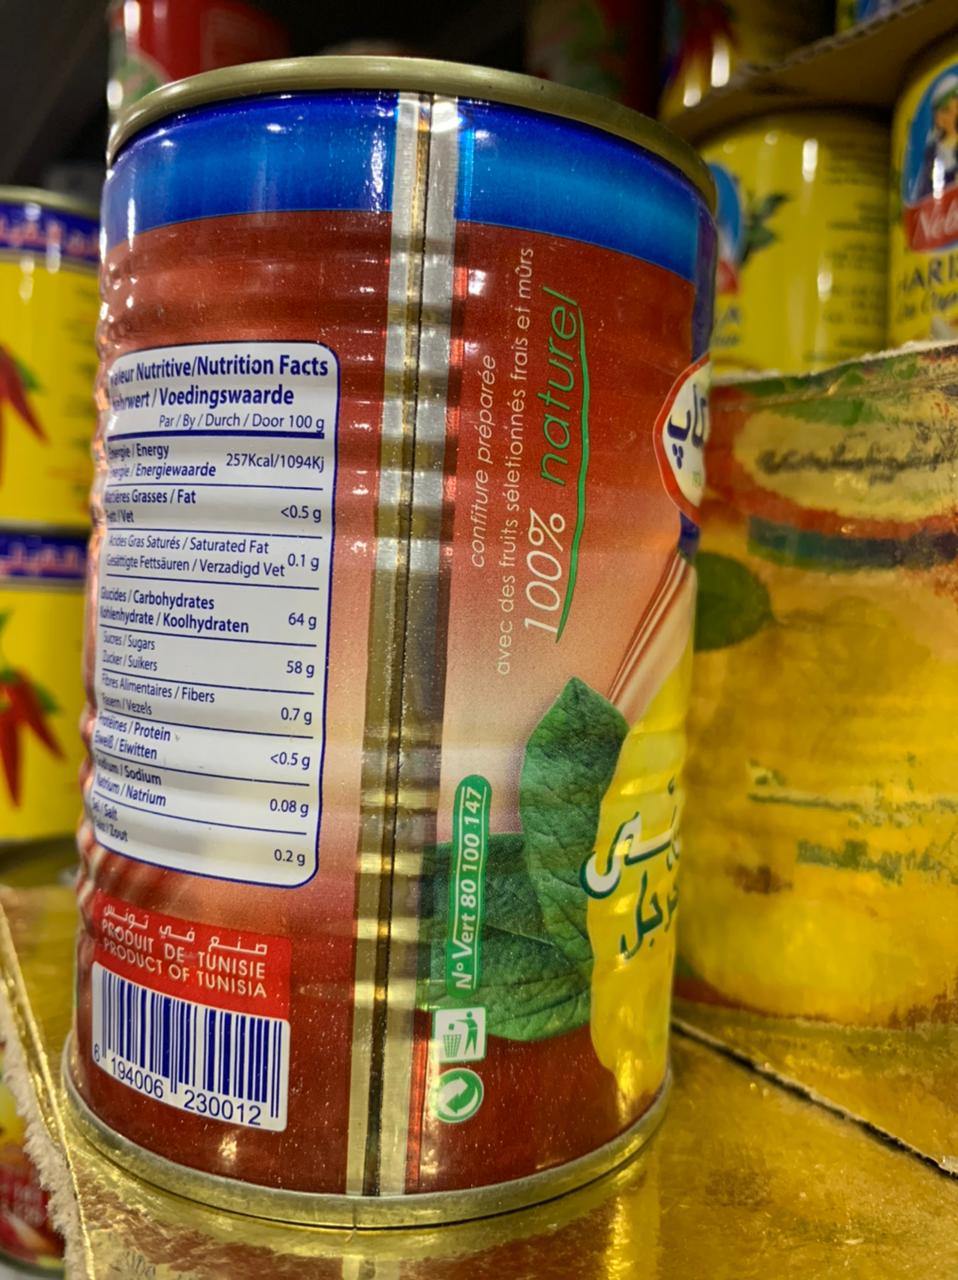 Valeur Nutritive/Nutrition Facts
Nährwert / Voedingswaarde
Par / By / Durch / Door 100 g
Energie / Energy
Energie / Energiewaarde 257Kcal/1094Kj
Matières Grasses / Fat
Fett / Vet <0.5 g
Acides Gras Saturés / Saturated Fat
Gesättigte Fettsäuren / Verzadigd Vet 0.1 g
Glucides / Carbohydrates
Kohlenhydrate / Koolhydraten 64 g
Sucres / Sugars
Zucker / Suikers 58 g
Fibres Alimentaires / Fibers
Fasern / Vezels 0.7 g
Protéines / Protein
Eiweiß / Eiwitten <0.5 g
Sodium / Sodium
Natrium / Natrium 0.08 g
Sel / Salt
Salz / Zout 0.2 g
صنع في تونس
PRODUIT DE TUNISIE
PRODUCT OF TUNISIA
6 194006 230012
confiture préparée
avec des fruits séletionnés frais et mûrs
100% naturel
N° Vert 80 100 147